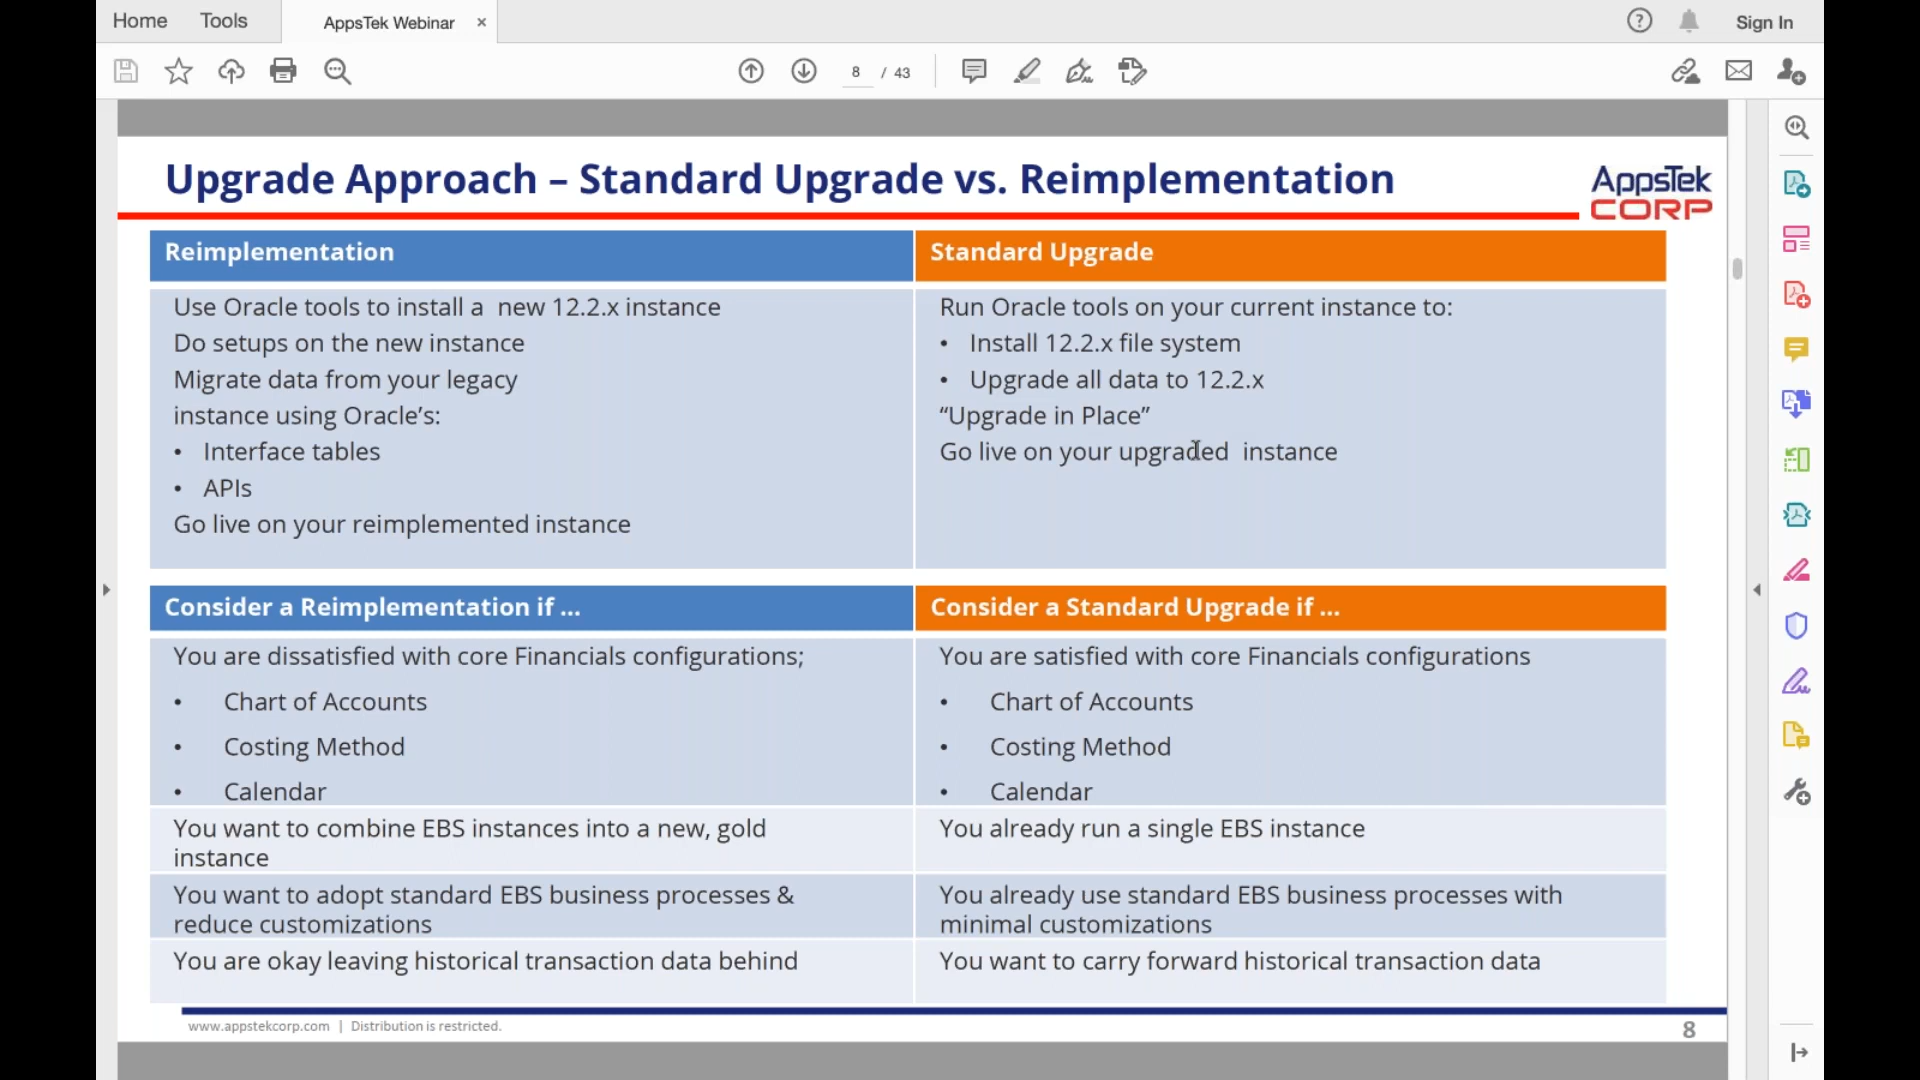 Home Tools AppsTek Webinar × ? Sign In
8 / 43
Upgrade Approach – Standard Upgrade vs. Reimplementation
AppsTek
CORP
Reimplementation
Use Oracle tools to install a  new 12.2.x instance
Do setups on the new instance
Migrate data from your legacy
instance using Oracle’s:
• Interface tables
• APIs
Go live on your reimplemented instance
Standard Upgrade
Run Oracle tools on your current instance to:
• Install 12.2.x file system
• Upgrade all data to 12.2.x
“Upgrade in Place”
Go live on your upgraded  instance
Consider a Reimplementation if ...
You are dissatisfied with core Financials configurations;
• Chart of Accounts
• Costing Method
• Calendar
You want to combine EBS instances into a new, gold
instance
You want to adopt standard EBS business processes &
reduce customizations
You are okay leaving historical transaction data behind
Consider a Standard Upgrade if ...
You are satisfied with core Financials configurations
• Chart of Accounts
• Costing Method
• Calendar
You already run a single EBS instance
You already use standard EBS business processes with
minimal customizations
You want to carry forward historical transaction data
www.appstekcorp.com | Distribution is restricted.
8